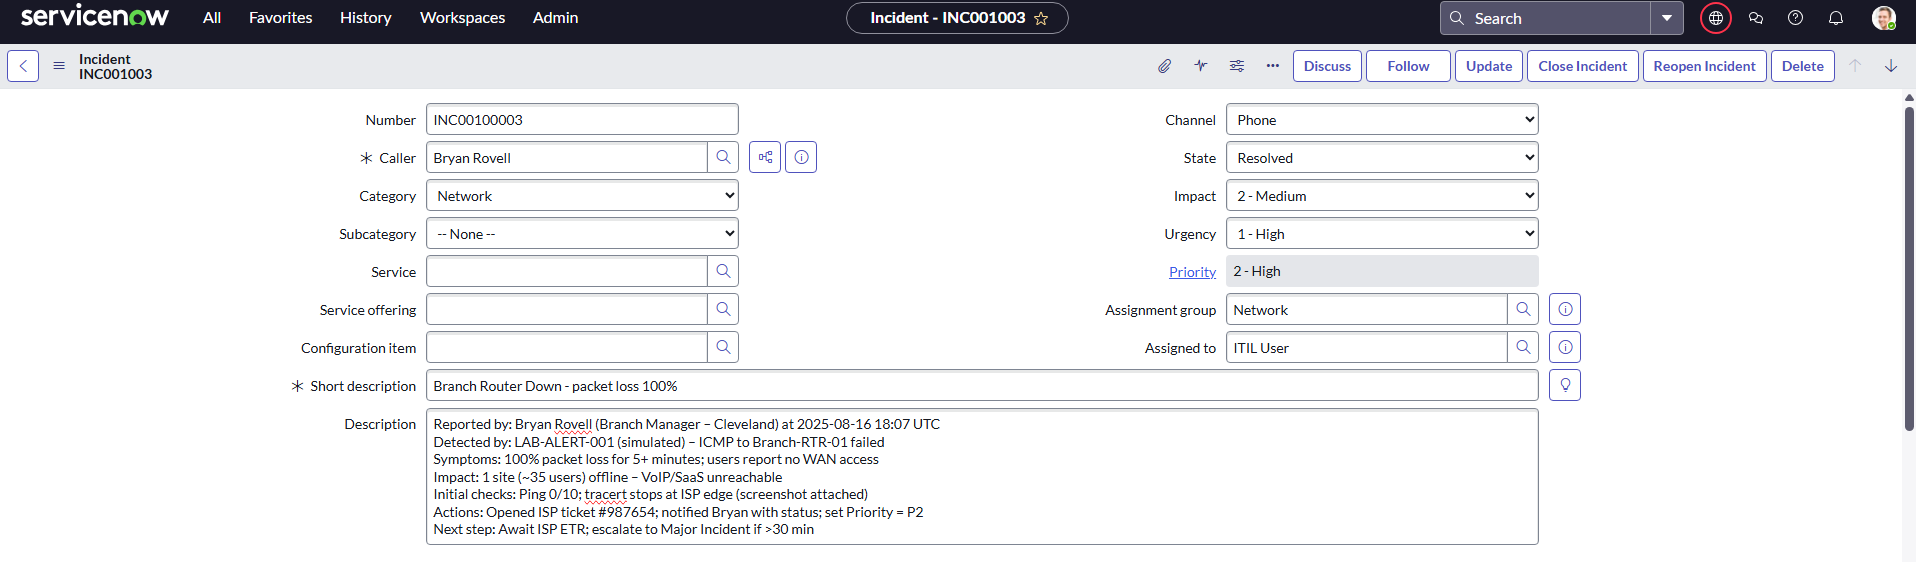 servicenow All Favorites History Workspaces Admin Incident - INC001003 Search
Incident
INC001003
Discuss Follow Update Close Incident Reopen Incident Delete
Number INC00100003 Channel Phone
Caller Bryan Rovell State Resolved
Category Network Impact 2 - Medium
Subcategory -- None -- Urgency 1 - High
Service Priority 2 - High
Service offering Assignment group Network
Configuration item Assigned to ITIL User
Short description Branch Router Down - packet loss 100%
Description Reported by: Bryan Rovell (Branch Manager – Cleveland) at 2025-08-16 18:07 UTC
Detected by: LAB-ALERT-001 (simulated) – ICMP to Branch-RTR-01 failed
Symptoms: 100% packet loss for 5+ minutes; users report no WAN access
Impact: 1 site (~35 users) offline – VoIP/SaaS unreachable
Initial checks: Ping 0/10; tracert stops at ISP edge (screenshot attached)
Actions: Opened ISP ticket #987654; notified Bryan with status; set Priority = P2
Next step: Await ISP ETR; escalate to Major Incident if >30 min